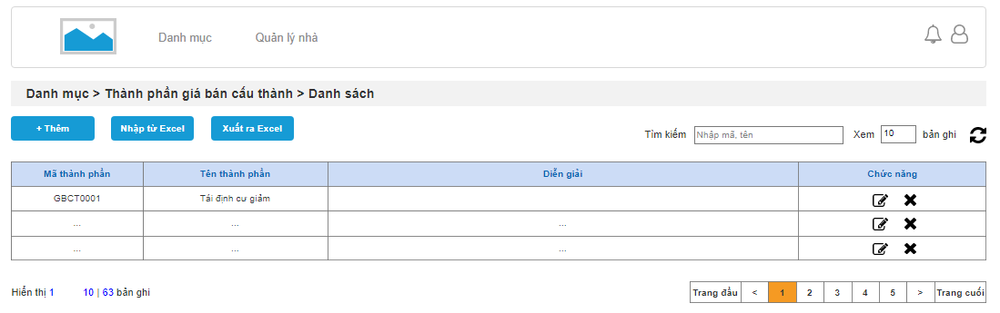 Danh mục Quản lý nhà
Danh mục > Thành phần giá bán cấu thành > Danh sách
+ Thêm Nhập từ Excel Xuất ra Excel
Tìm kiếm Nhập mã, tên Xem 10 bản ghi
Mã thành phần Tên thành phần Diễn giải Chức năng
GBCT0001 Tái định cư giảm
... ... ...
... ... ...
Hiển thị 1 10 | 63 bản ghi
Trang đầu < 1 2 3 4 5 > Trang cuối